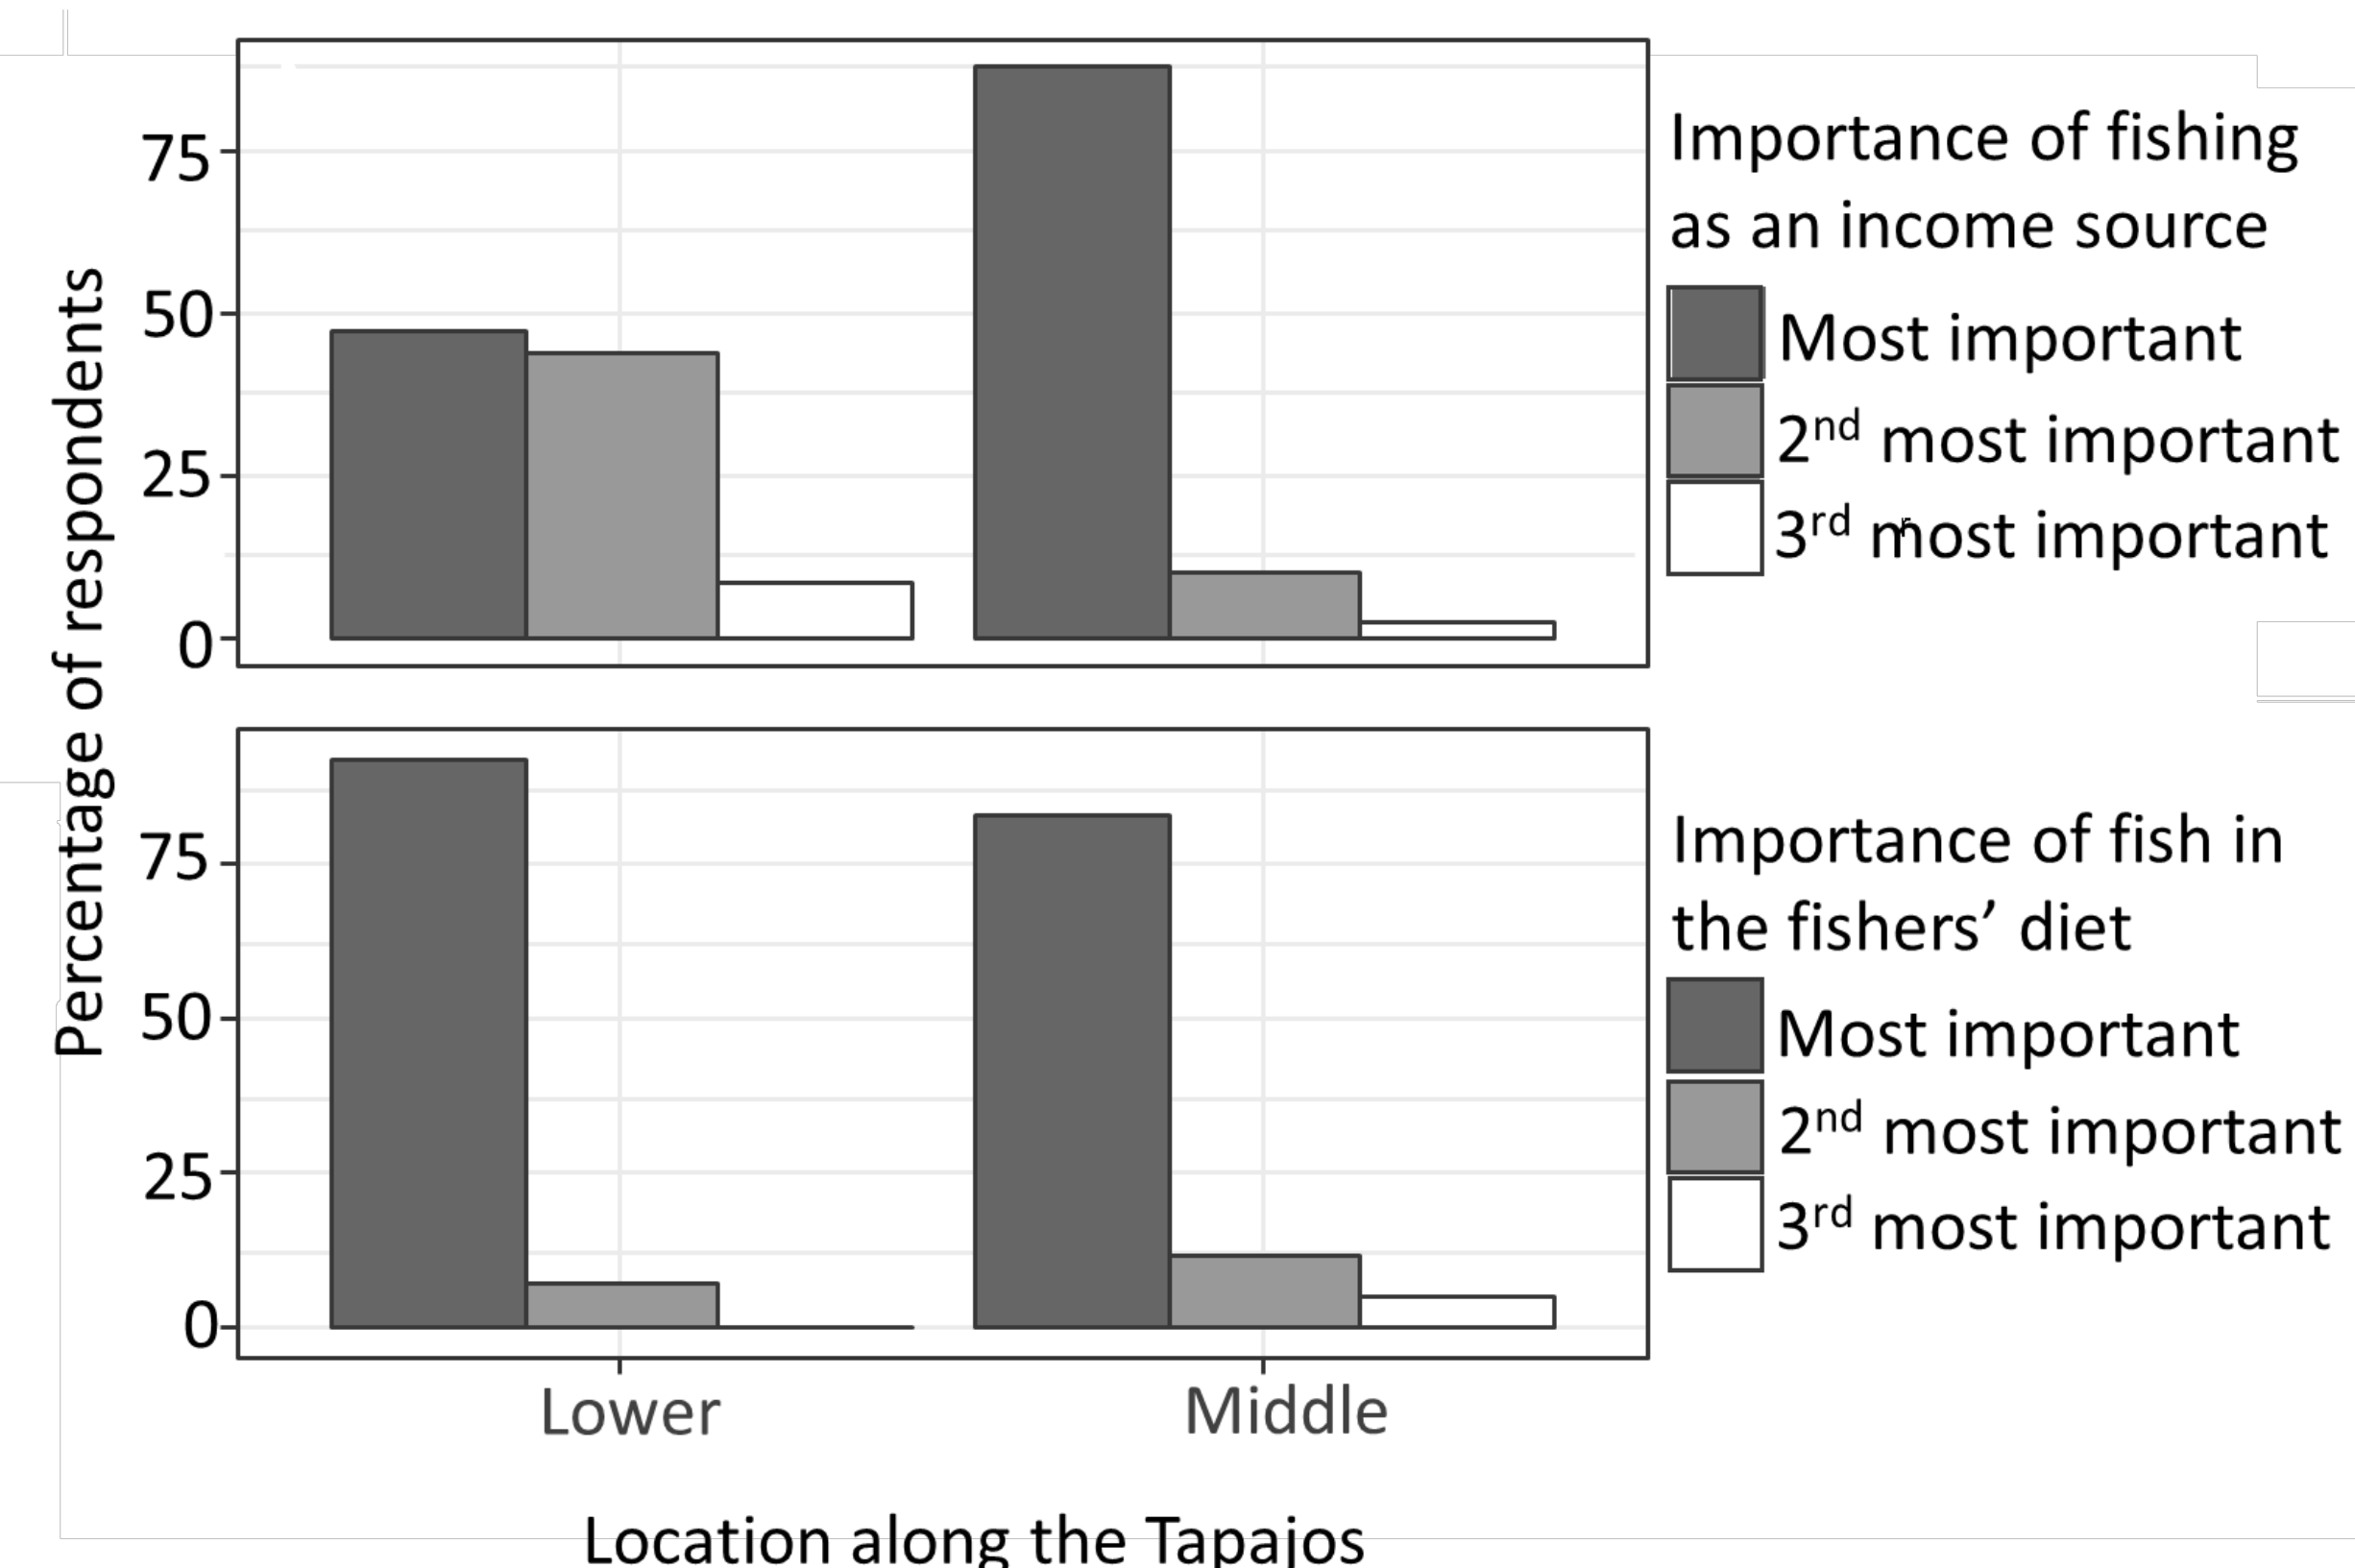 Percentage of respondents
75
50
25
0
Importance of fishing
as an income source
Most important
2nd most important
3rd most important
75
50
25
0
Importance of fish in
the fishers’ diet
Most important
2nd most important
3rd most important
Lower
Middle
Location along the Tapajos